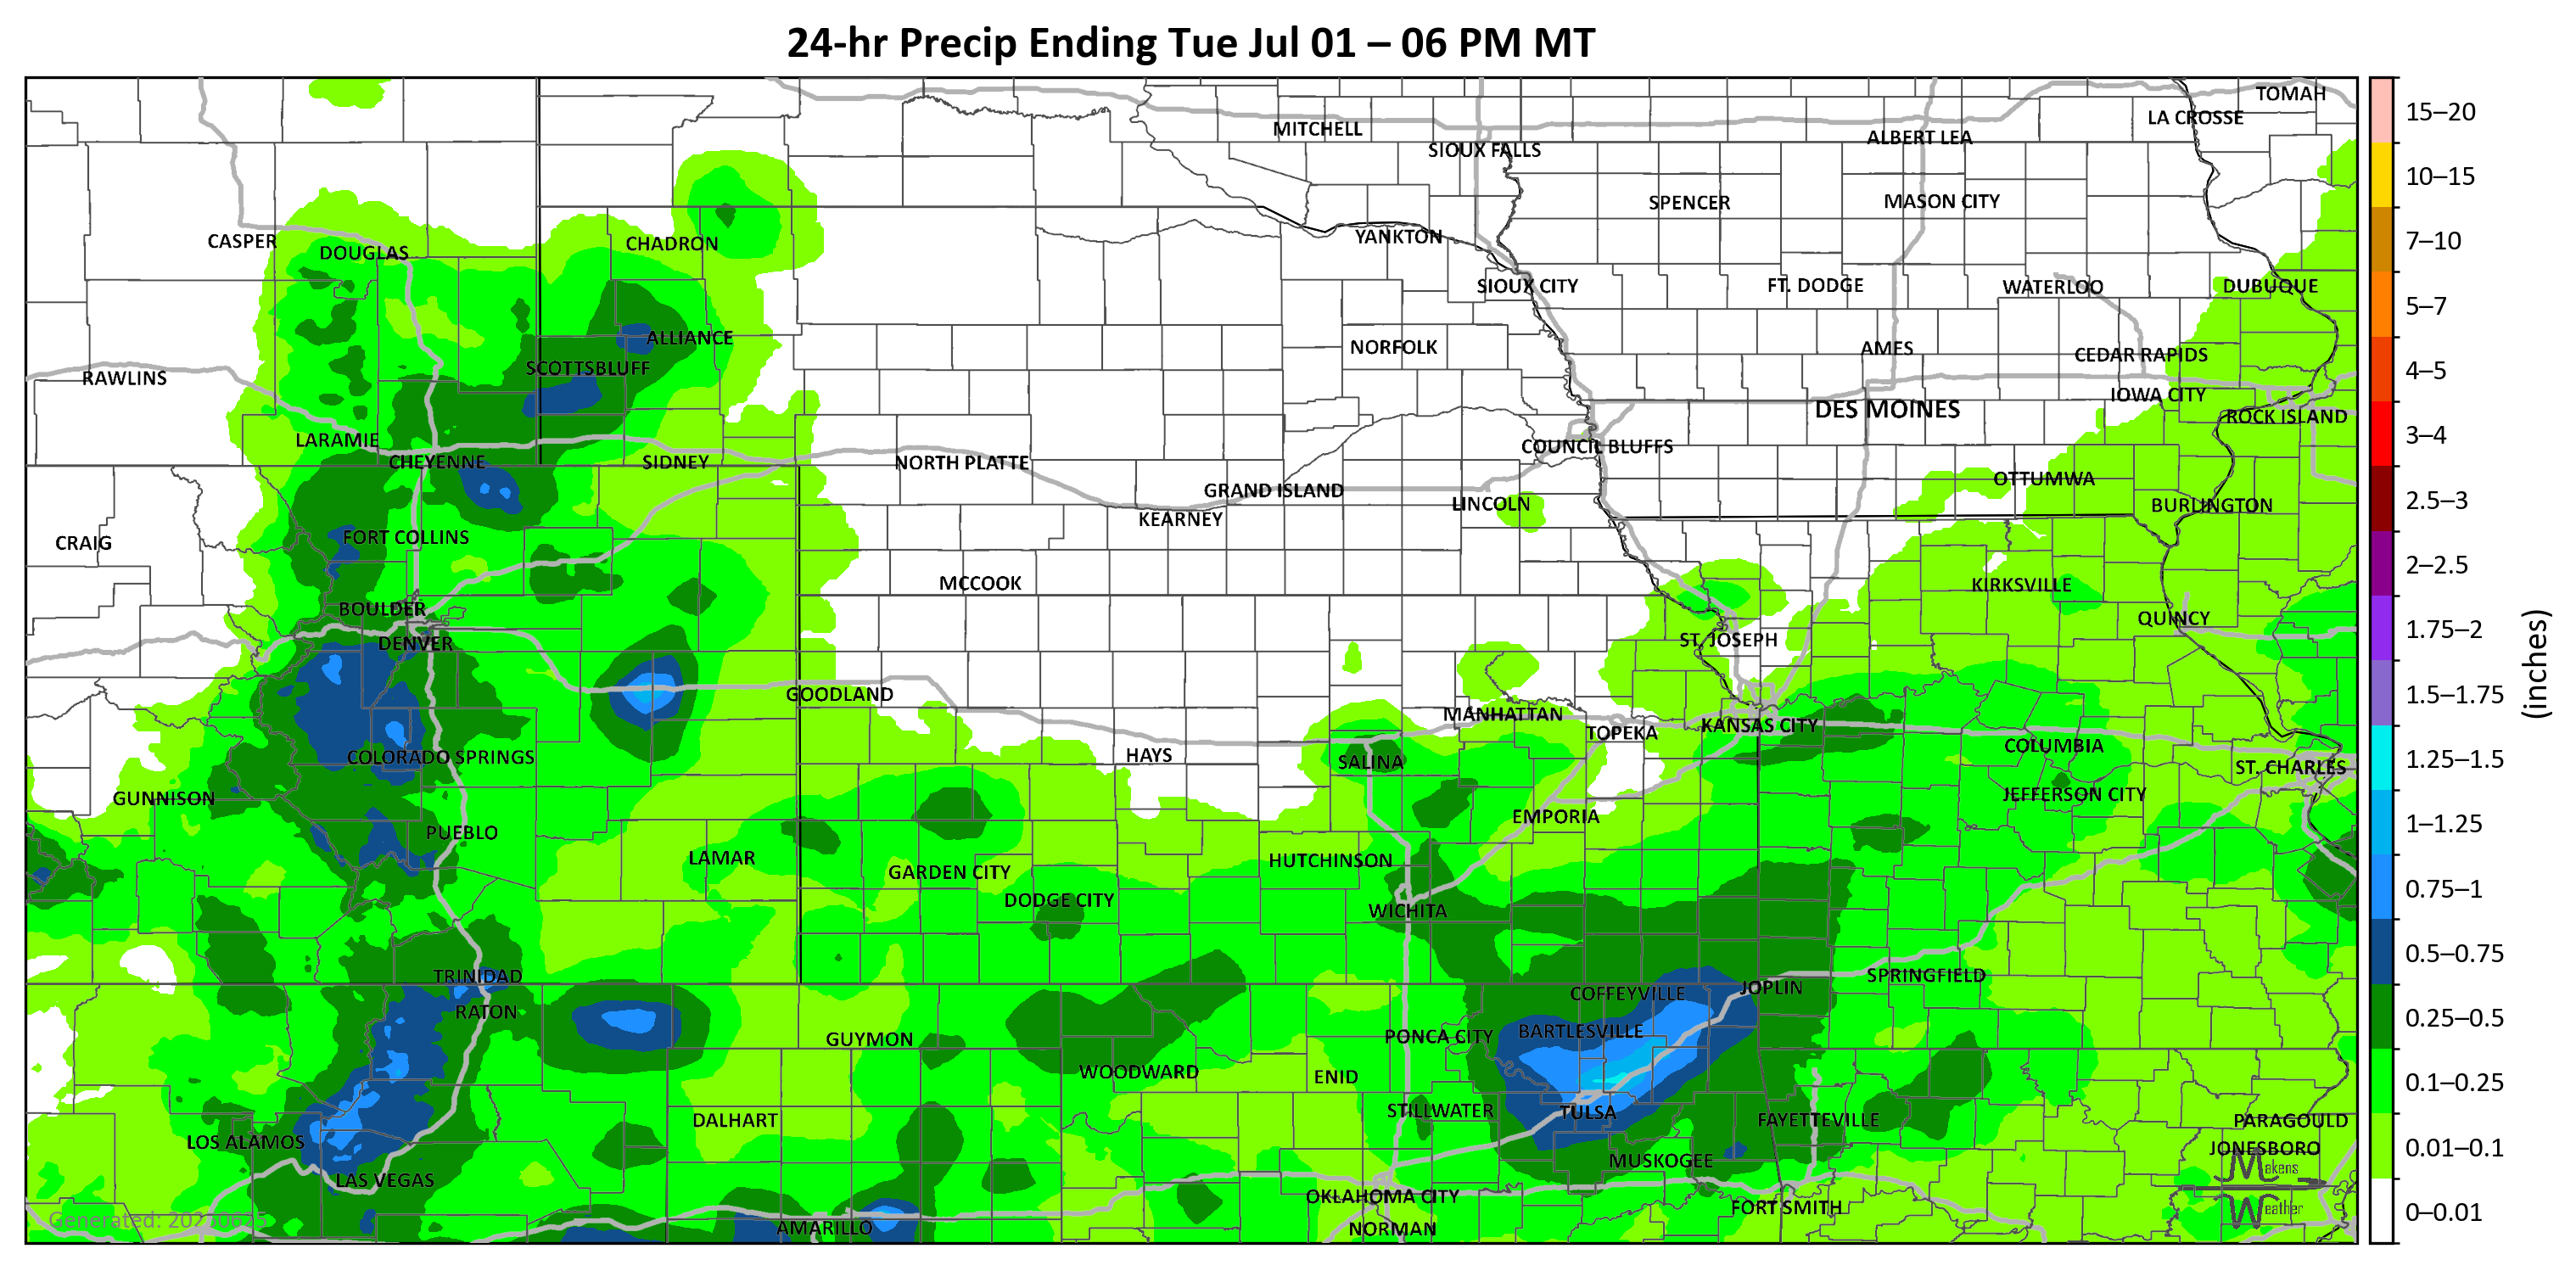 24-hr Precip Ending Tue Jul 01 – 06 PM MT
TOMAH
LA CROSSE
MITCHELL
ALBERT LEA
SIOUX FALLS
SPENCER
MASON CITY
CASPER
DOUGLAS
CHADRON
YANKTON
SIOUX CITY
FT. DODGE
WATERLOO
DUBUQUE
ALLIANCE
NORFOLK
AMES
CEDAR RAPIDS
RAWLINS
SCOTTSBLUFF
IOWA CITY
DES MOINES
ROCK ISLAND
LARAMIE
COUNCIL BLUFFS
CHEYENNE
SIDNEY
NORTH PLATTE
OTTUMWA
GRAND ISLAND
LINCOLN
BURLINGTON
KEARNEY
CRAIG
FORT COLLINS
MCCOOK
KIRKSVILLE
BOULDER
QUINCY
DENVER
ST. JOSEPH
GOODLAND
MANHATTAN
TOPEKA
KANSAS CITY
COLORADO SPRINGS
HAYS
SALINA
COLUMBIA
ST. CHARLES
GUNNISON
JEFFERSON CITY
PUEBLO
EMPORIA
LAMAR
GARDEN CITY
HUTCHINSON
DODGE CITY
WICHITA
TRINIDAD
SPRINGFIELD
COFFEYVILLE
JOPLIN
RATON
GUYMON
PONCA CITY
BARTLESVILLE
WOODWARD
ENID
DALHART
STILLWATER
TULSA
FAYETTEVILLE
PARAGOULD
LOS ALAMOS
JONESBORO
LAS VEGAS
MUSKOGEE
OKLAHOMA CITY
FORT SMITH
AMARILLO
NORMAN
Generated: 20250625
Makens
Weather
15–20
10–15
7–10
5–7
4–5
3–4
2.5–3
2–2.5
1.75–2
1.5–1.75
1.25–1.5
1–1.25
0.75–1
0.5–0.75
0.25–0.5
0.1–0.25
0.01–0.1
0–0.01
(inches)